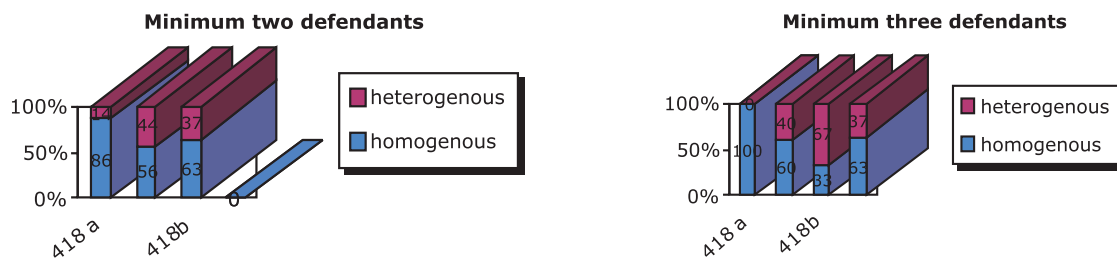 Minimum two defendants
100%
50%
0%
14
86
44
56
37
63
0
418 a
418b
heterogenous
homogenous
Minimum three defendants
100%
50%
0%
0
100
40
60
67
33
37
63
418 a
418b
heterogenous
homogenous